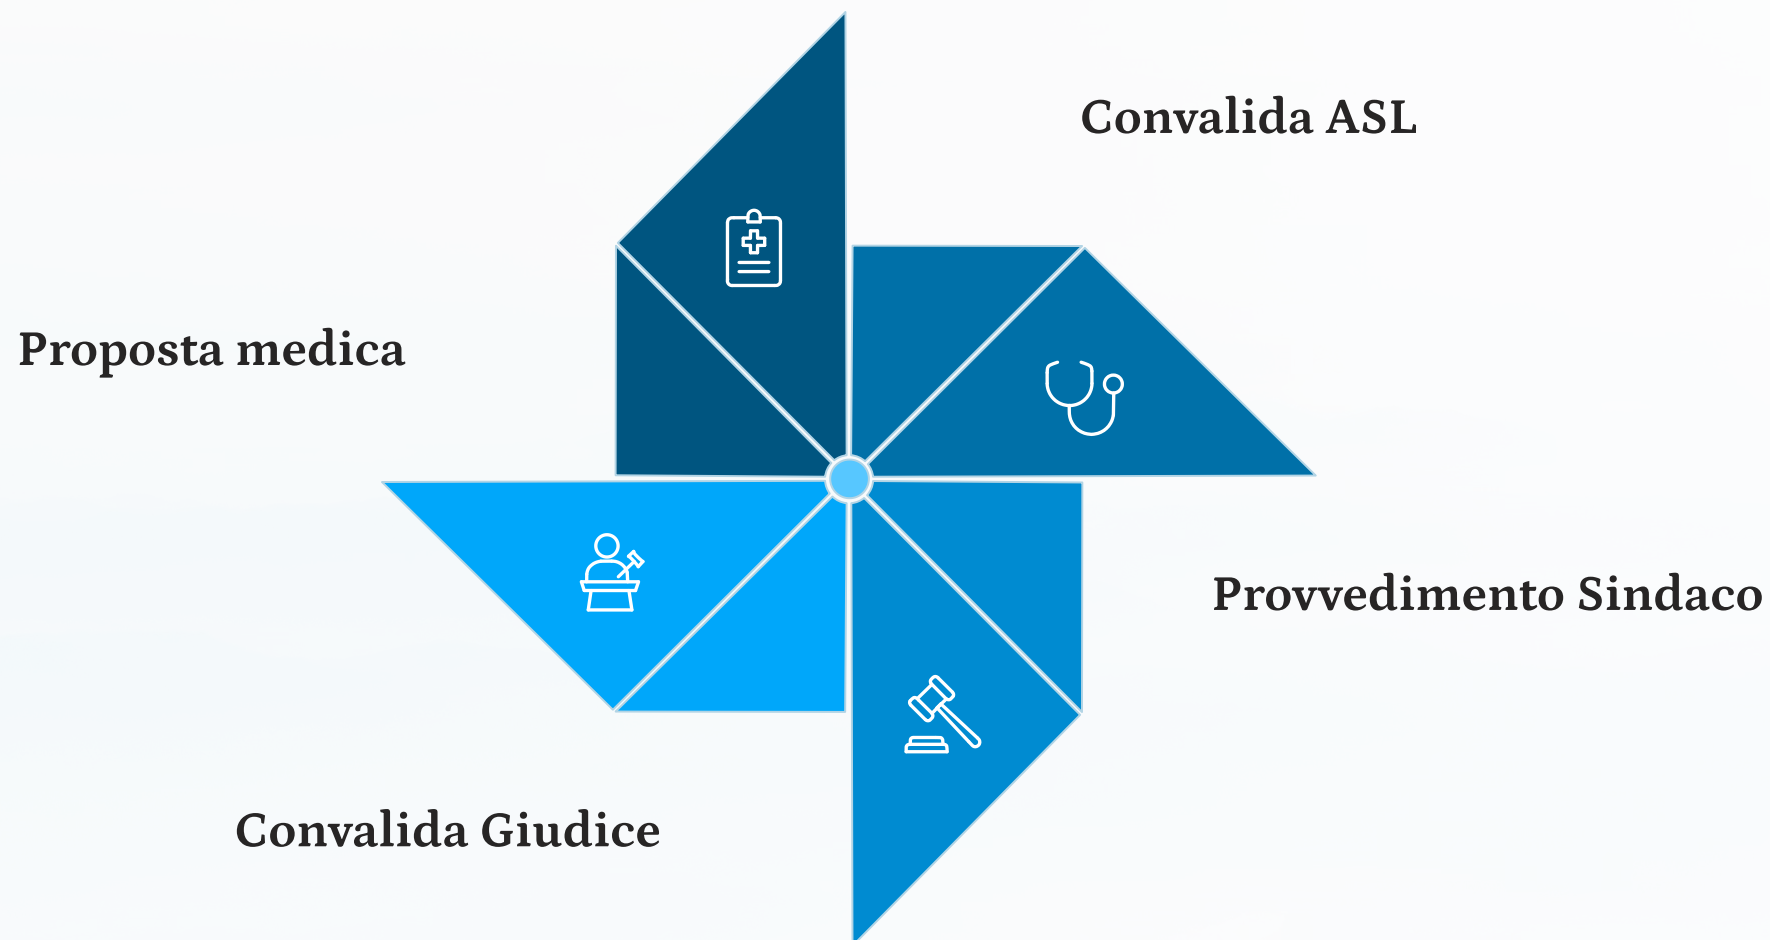 Convalida ASL
Proposta medica
Provvedimento Sindaco
Convalida Giudice